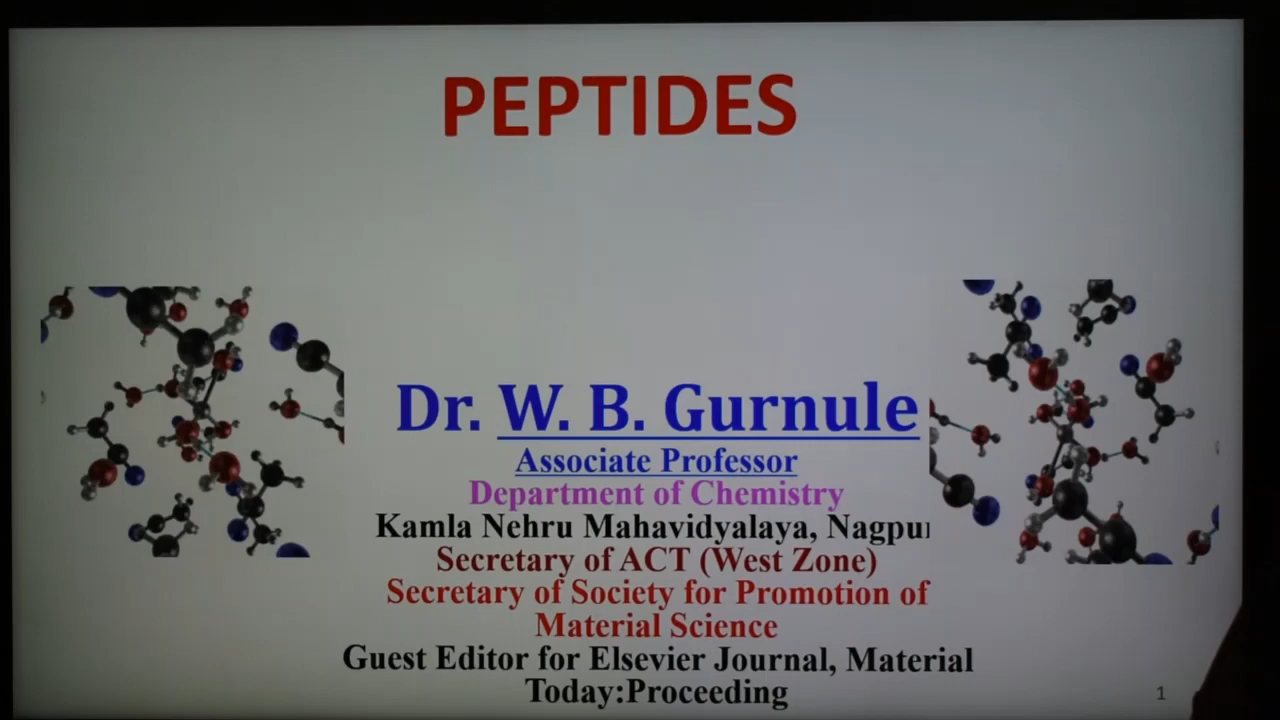 PEPTIDES
Dr. W. B. Gurnule
Associate Professor
Department of Chemistry
Kamla Nehru Mahavidyalaya, Nagpur
Secretary of ACT (West Zone)
Secretary of Society for Promotion of
Material Science
Guest Editor for Elsevier Journal, Material
Today:Proceeding
1